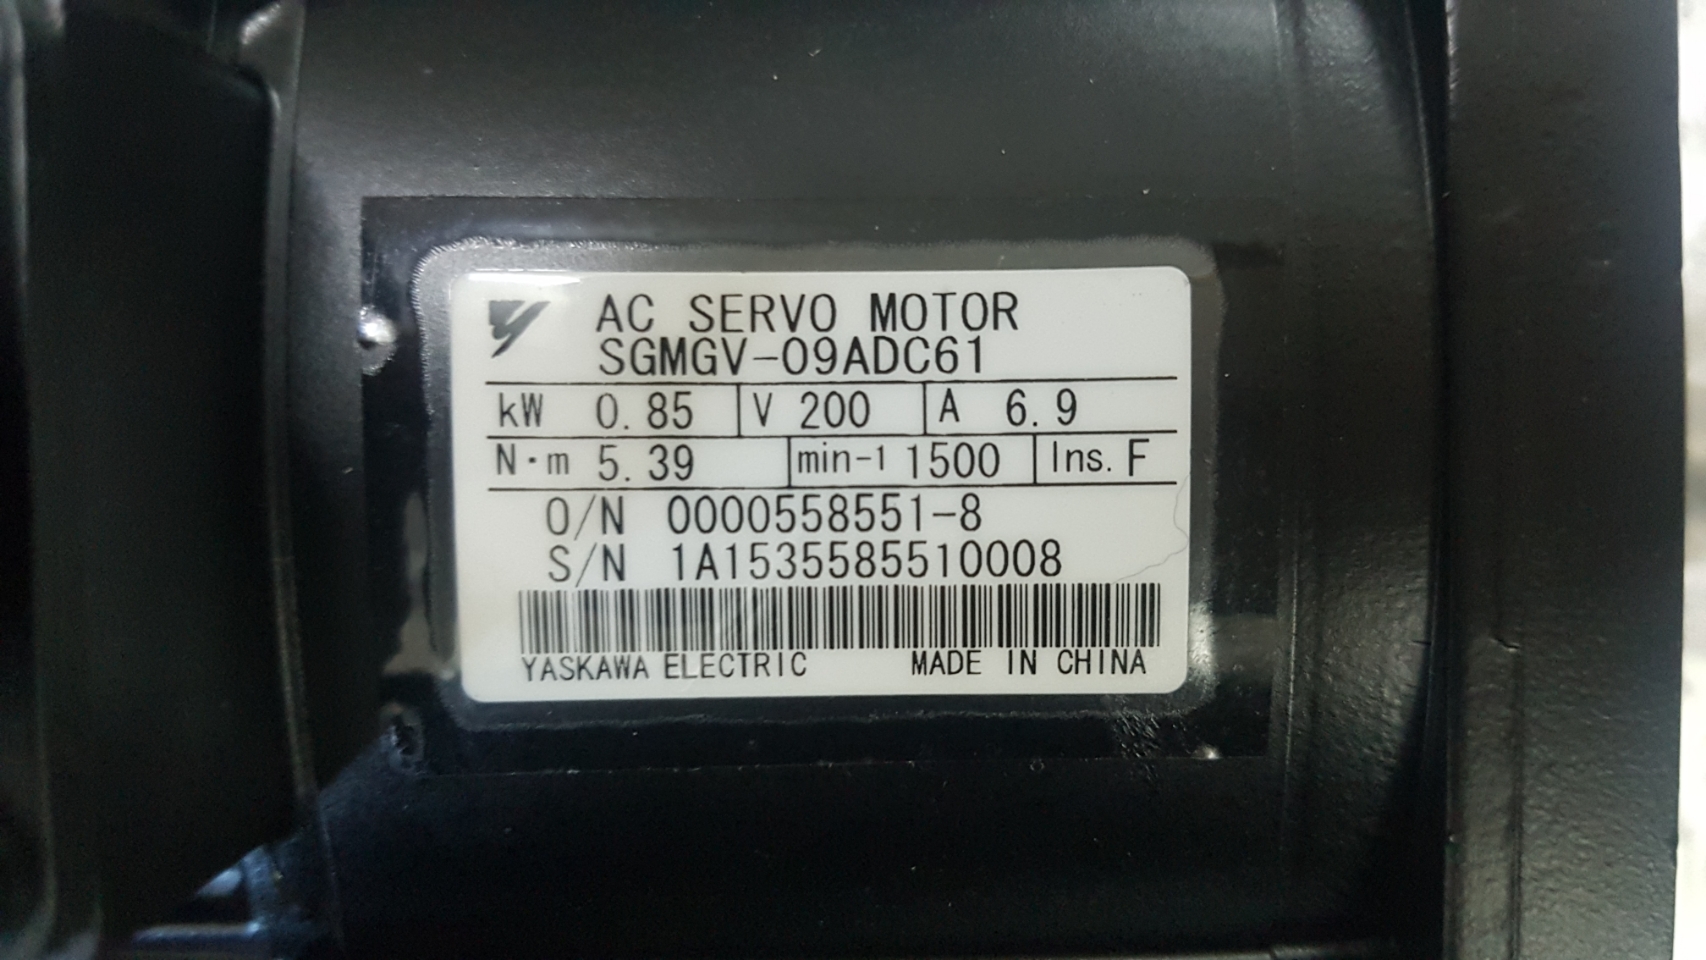 AC SERVO MOTOR
SGMGV-09ADC61
kW 0.85 V 200 A 6.9
N·m 5.39 min-1 1500 Ins. F
O/N 0000558551-8
S/N 1A1535585510008
YASKAWA ELECTRIC MADE IN CHINA